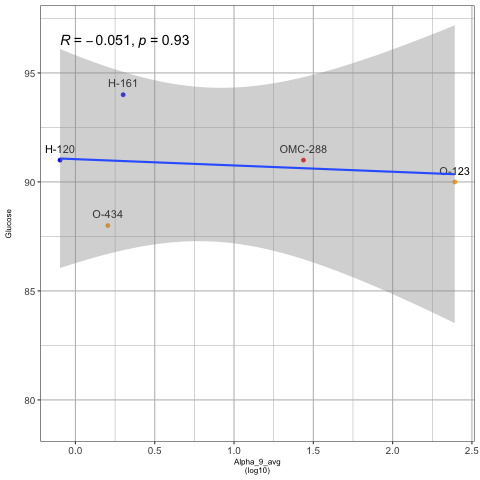 R = −0.051, p = 0.93
95
H-161
H-120
OMC-288
O-123
90
O-434
85
80
Glucose
0.0 0.5 1.0 1.5 2.0 2.5
Alpha_9_avg
(log10)